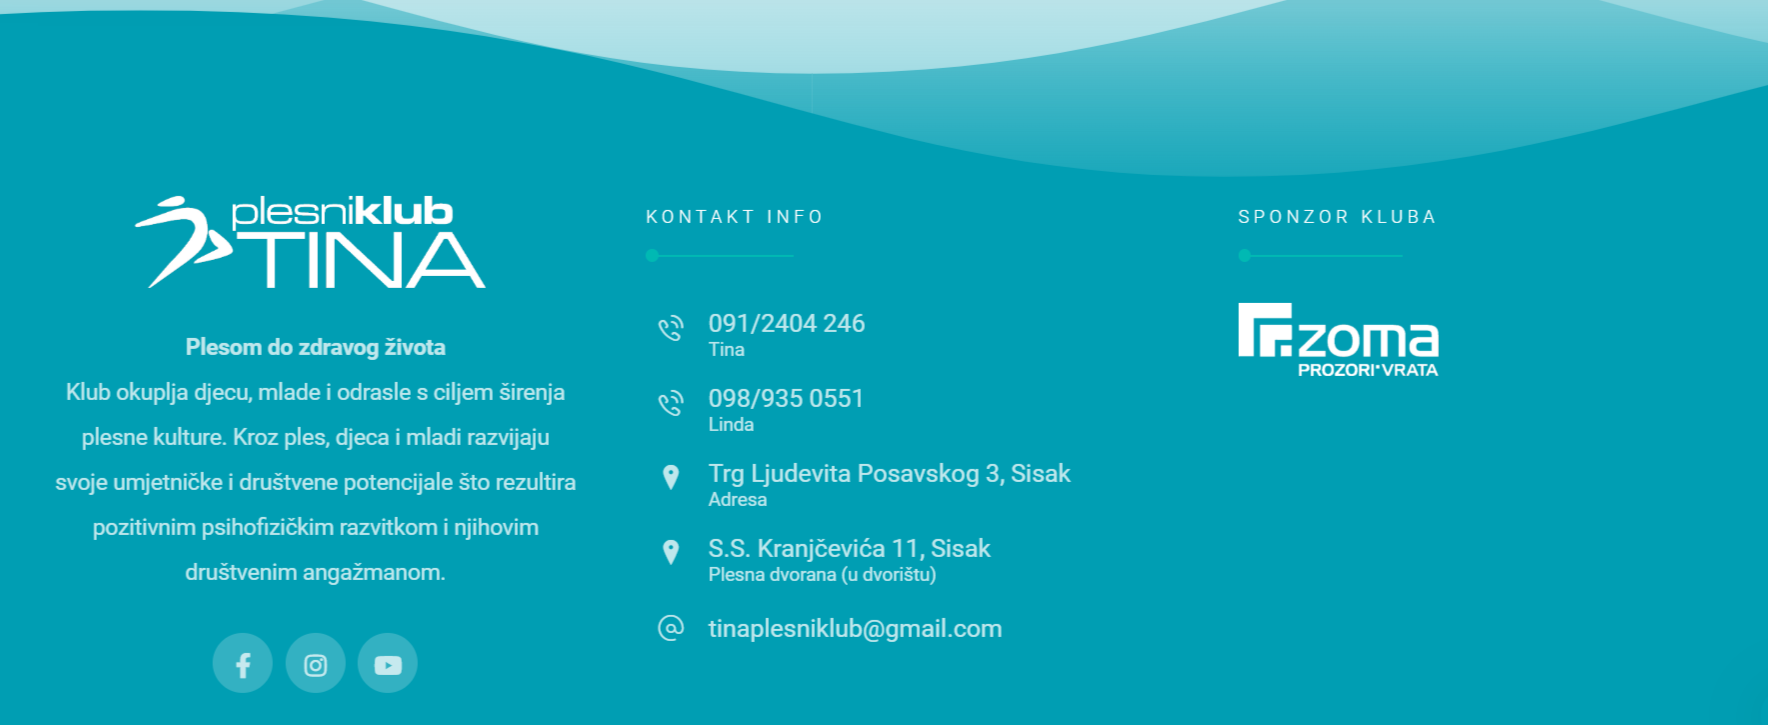 plesniklub
TINA
Plesom do zdravog života
Klub okuplja djecu, mlade i odrasle s ciljem širenja
plesne kulture. Kroz ples, djeca i mladi razvijaju
svoje umjetničke i društvene potencijale što rezultira
pozitivnim psihofizičkim razvitkom i njihovim
društvenim angažmanom.
KONTAKT INFO
091/2404 246
Tina
098/935 0551
Linda
Trg Ljudevita Posavskog 3, Sisak
Adresa
S.S. Kranjčevića 11, Sisak
Plesna dvorana (u dvorištu)
tinaplesniklub@gmail.com
SPONZOR KLUBA
zoma
PROZORI•VRATA